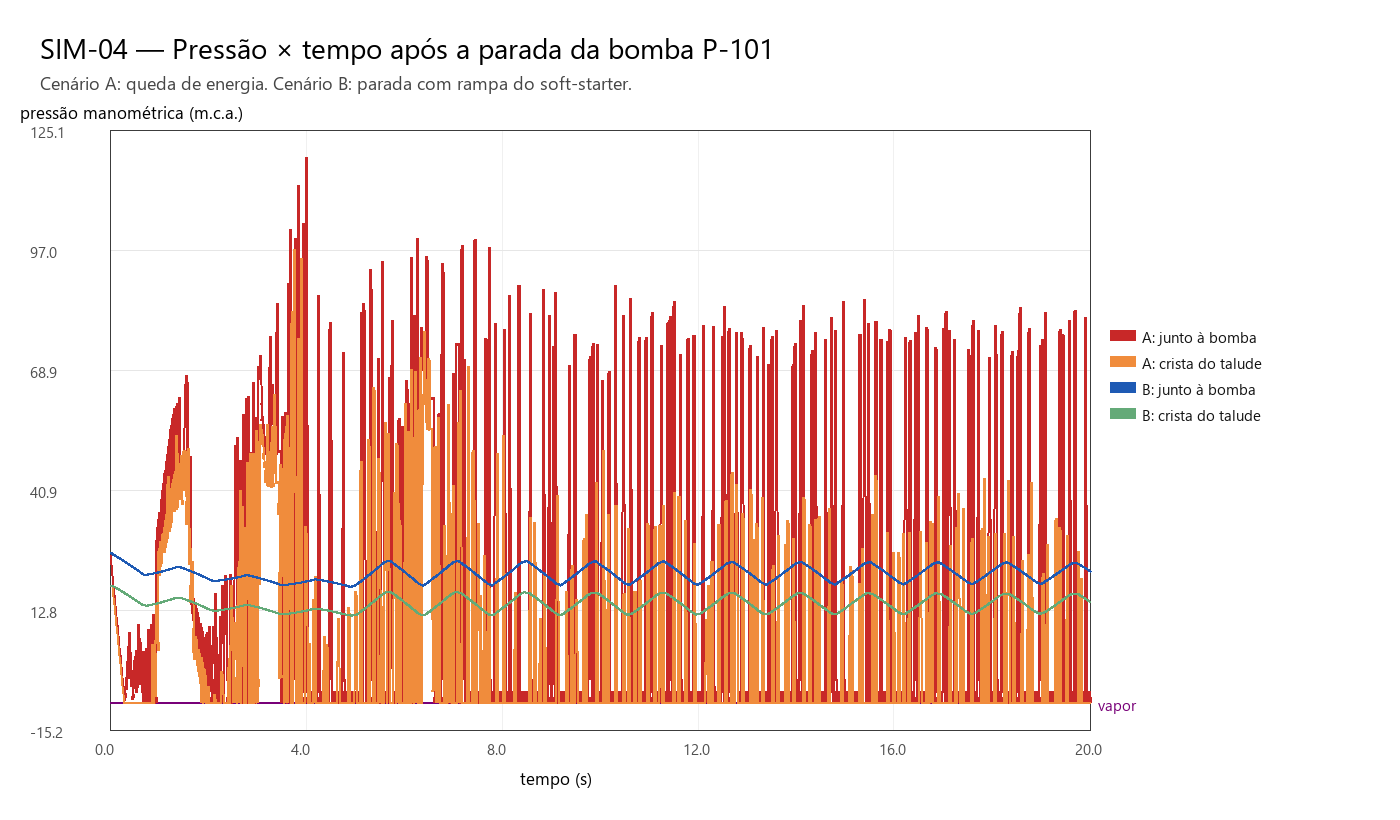 SIM-04 — Pressão × tempo após a parada da bomba P-101
Cenário A: queda de energia. Cenário B: parada com rampa do soft-starter.
pressão manométrica (m.c.a.)
125.1
97.0
68.9
40.9
12.8
-15.2
0.0
4.0
8.0
12.0
16.0
20.0
tempo (s)
A: junto à bomba
A: crista do talude
B: junto à bomba
B: crista do talude
vapor